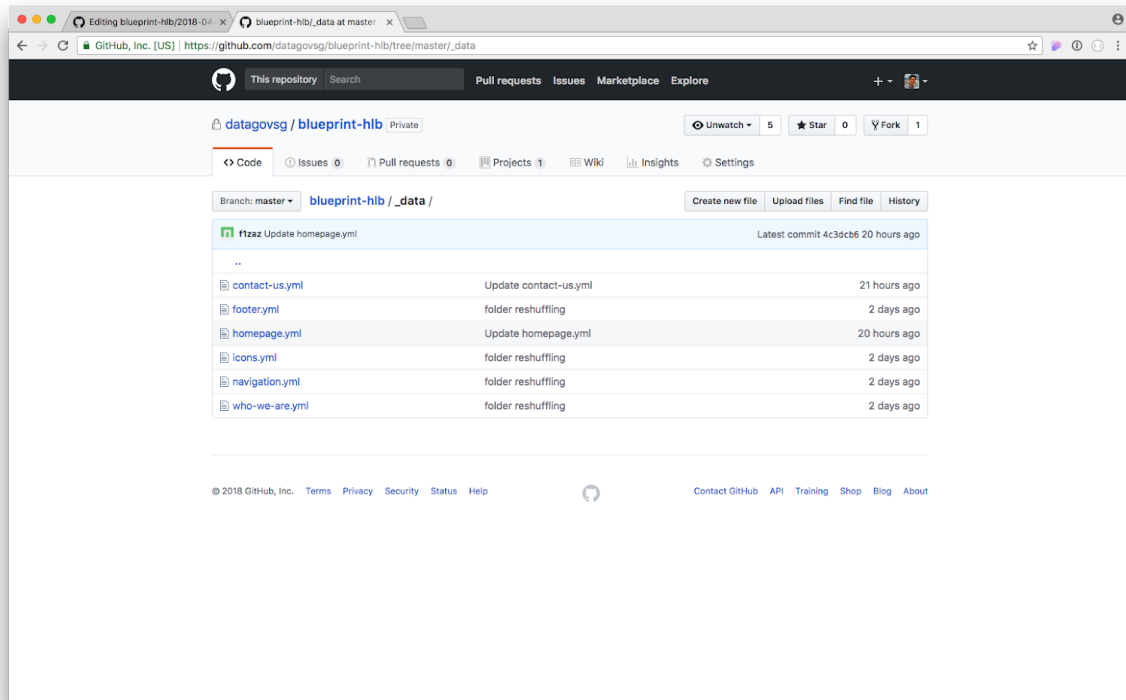 Editing blueprint-hlb/2018-04- × blueprint-hlb/_data at master ×
GitHub, Inc. [US] | https://github.com/datagovsg/blueprint-hlb/tree/master/_data
This repository Search Pull requests Issues Marketplace Explore
datagovsg / blueprint-hlb Private Unwatch 5 Star 0 Fork 1
Code Issues 0 Pull requests 0 Projects 1 Wiki Insights Settings
Branch: master blueprint-hlb / _data / Create new file Upload files Find file History
f1zaz Update homepage.yml Latest commit 4c3dcb6 20 hours ago
..
contact-us.yml Update contact-us.yml 21 hours ago
footer.yml folder reshuffling 2 days ago
homepage.yml Update homepage.yml 20 hours ago
icons.yml folder reshuffling 2 days ago
navigation.yml folder reshuffling 2 days ago
who-we-are.yml folder reshuffling 2 days ago
© 2018 GitHub, Inc. Terms Privacy Security Status Help Contact GitHub API Training Shop Blog About